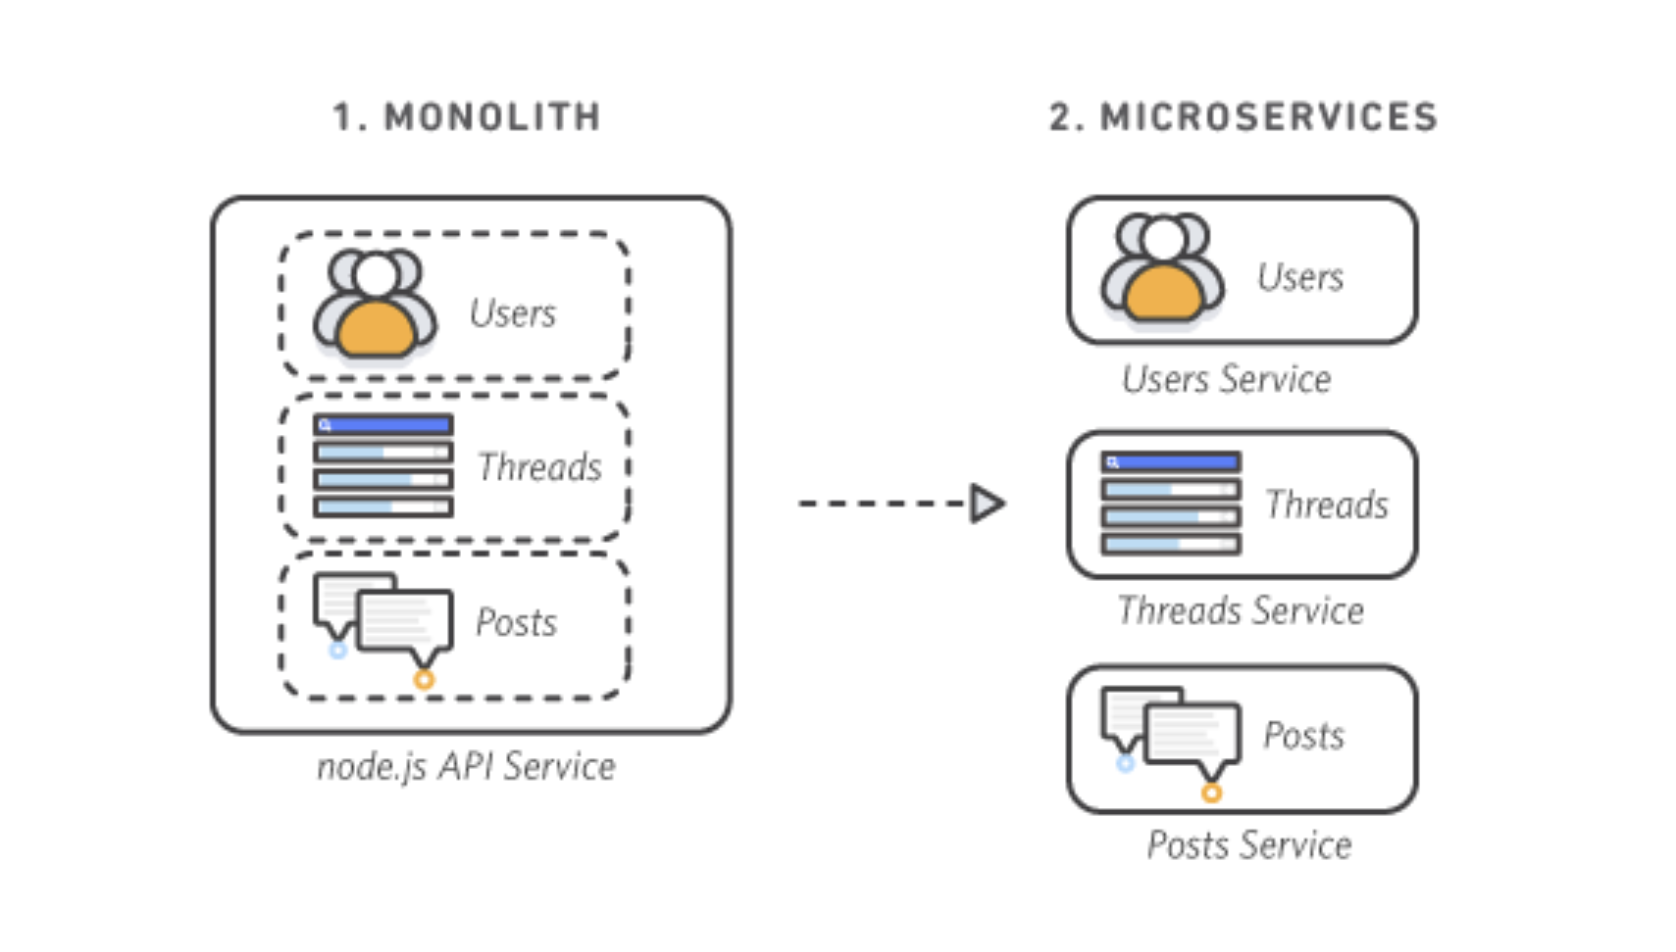 1. MONOLITH
Users
Threads
Posts
node.js API Service
2. MICROSERVICES
Users
Users Service
Threads
Threads Service
Posts
Posts Service